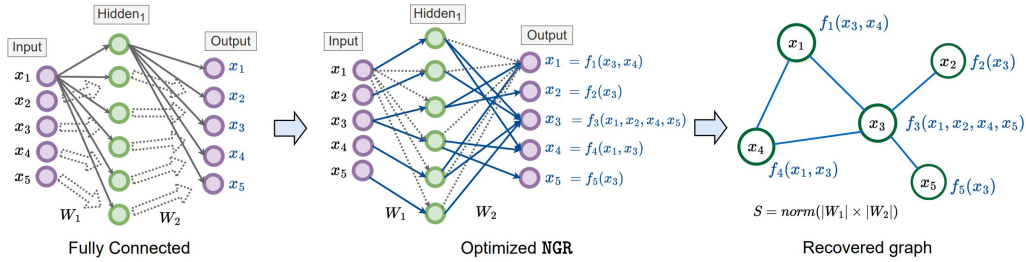 Hidden₁
Input
Output
x₁
x₂
x₃
x₄
x₅
x₁
x₂
x₃
x₄
x₅
W₁
W₂
Fully Connected
Hidden₁
Input
Output
x₁
x₂
x₃
x₄
x₅
x₁ = f₁(x₃, x₄)
x₂ = f₂(x₃)
x₃ = f₃(x₁, x₂, x₄, x₅)
x₄ = f₄(x₁, x₃)
x₅ = f₅(x₃)
W₁
W₂
Optimized NGR
f₁(x₃, x₄)
x₁
x₂
f₂(x₃)
x₃
f₃(x₁, x₂, x₄, x₅)
x₄
f₄(x₁, x₃)
x₅
f₅(x₃)
S = norm(|W₁| × |W₂|)
Recovered graph